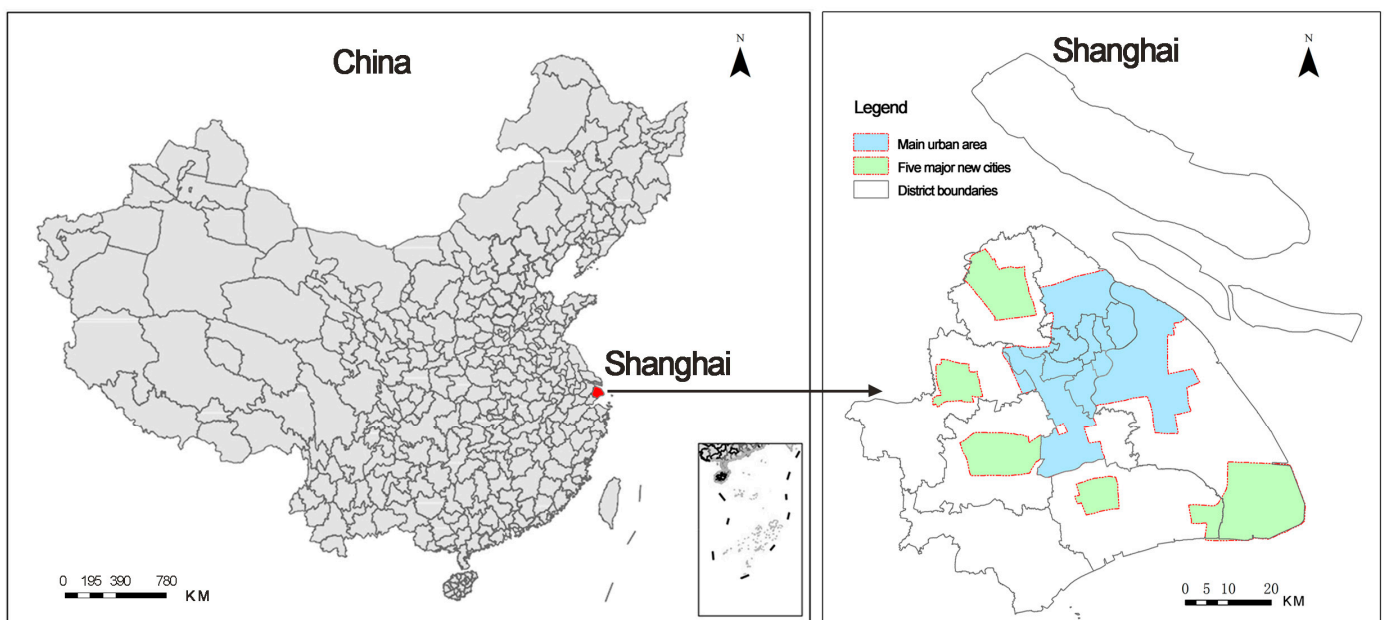 China
N
Shanghai
0 195 390 780
KM
Shanghai
N
Legend
Main urban area
Five major new cities
District boundaries
0 5 10 20
KM